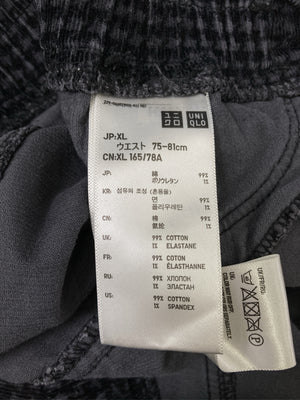 ユニ
クロ
UNI
QLO
JP:XL
ウエスト 75-81cm
CN:XL 165/78A
JP: 綿 99%
ポリウレタン 1%
KR: 섬유의 조성 (혼용율)
면 99%
폴리우레탄 1%
CN: 棉 99%
氨纶 1%
UK: 99% COTTON
1% ELASTANE
FR: 99% COTON
1% ÉLASTHANNE
RU: 99% ХЛОПОК
1% ЭЛАСТАН
US: 99% COTTON
1% SPANDEX